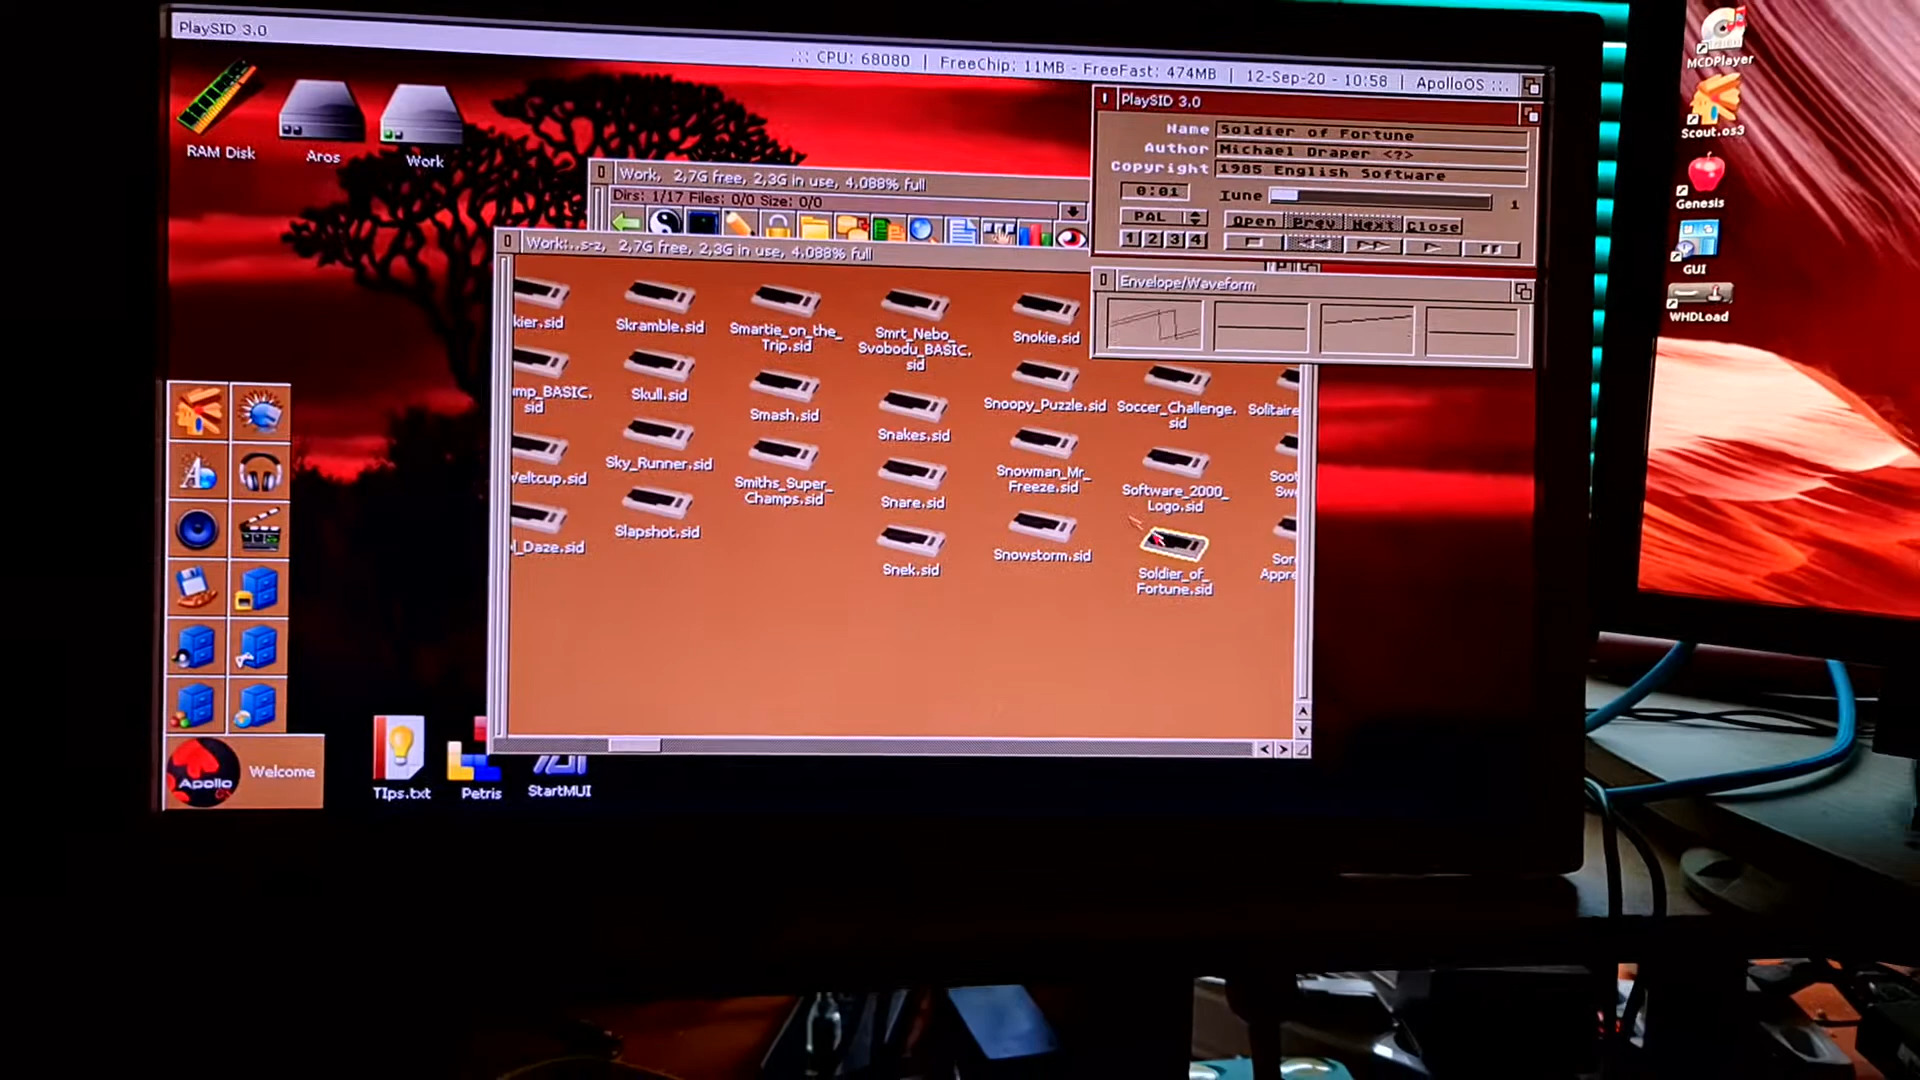 PlaySID 3.0
.:: CPU: 68080 | FreeChip: 11MB - FreeFast: 474MB | 12-Sep-20 - 10:58 | ApolloOS ::.
RAM Disk
Aros
Work
Work, 2,7G free, 2,3G in use, 4.088% full
Dirs: 1/17 Files: 0/0 Size: 0/0
Work:..s-z, 2,7G free, 2,3G in use, 4.088% full
PlaySID 3.0
Name Soldier of Fortune
Author Michael Draper <?>
Copyright 1985 English Software
0:01 Tune 1
PAL Open Prev Next Close
1 2 3 4
Envelope/Waveform
kier.sid
Skramble.sid
Smartie_on_the_
Trip.sid
Smrt_Nebo_
Svobodu_BASIC.
sid
Snokie.sid
mp_BASIC.
sid
Skull.sid
Smash.sid
Snakes.sid
Snoopy_Puzzle.sid
Soccer_Challenge.
sid
Solitaire
Weltcup.sid
Sky_Runner.sid
Smiths_Super_
Champs.sid
Snare.sid
Snowman_Mr_
Freeze.sid
Software_2000_
Logo.sid
Soot
Swe
l_Daze.sid
Slapshot.sid
Snek.sid
Snowstorm.sid
Soldier_of_
Fortune.sid
Sor
Appre
Apollo
Welcome
TIps.txt
Petris
StartMUI
MCDPlayer
Scout.os3
Genesis
GUI
WHDLoad